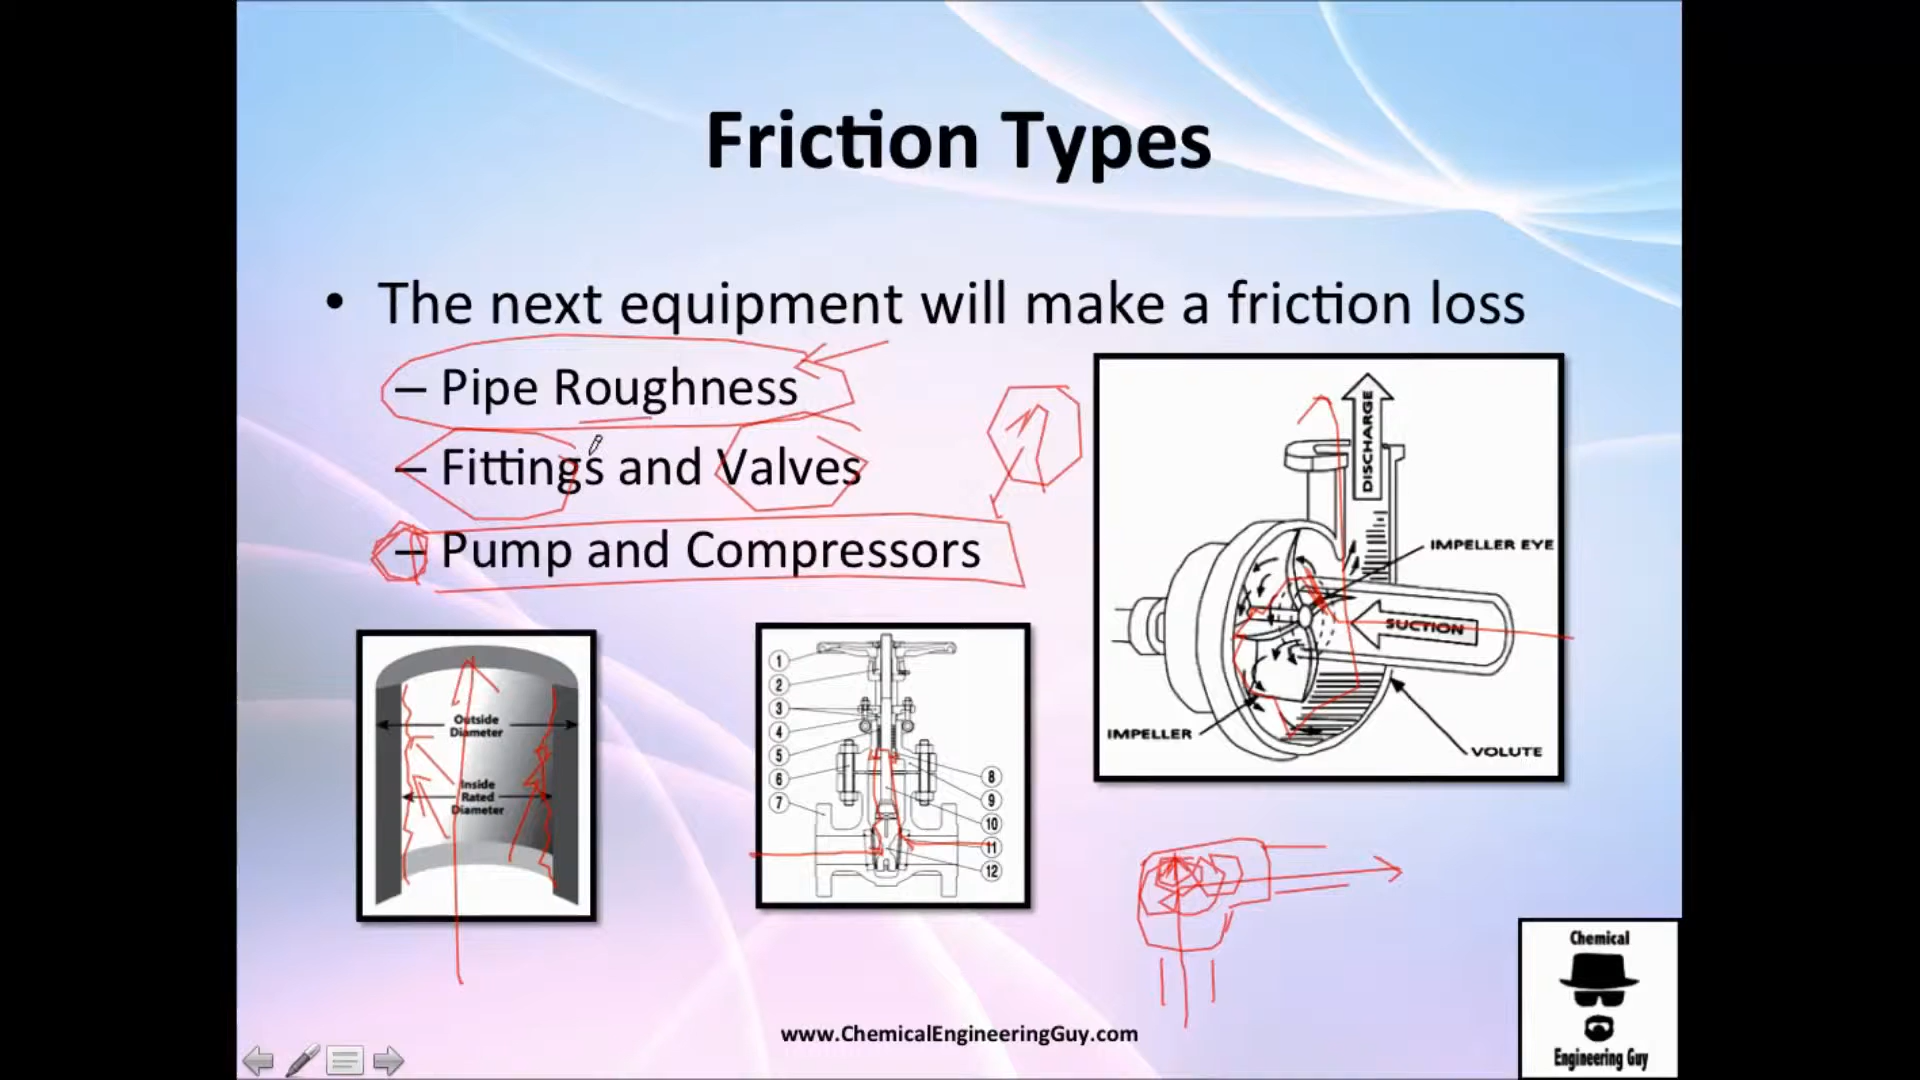 Friction Types
• The next equipment will make a friction loss
– Pipe Roughness
– Fittings and Valves
– Pump and Compressors
Outside
Diameter
Inside
Rated
Diameter
1
2
3
4
5
6
7
8
9
10
11
12
DISCHARGE
IMPELLER EYE
SUCTION
IMPELLER
VOLUTE
www.ChemicalEngineeringGuy.com
Chemical
Engineering Guy